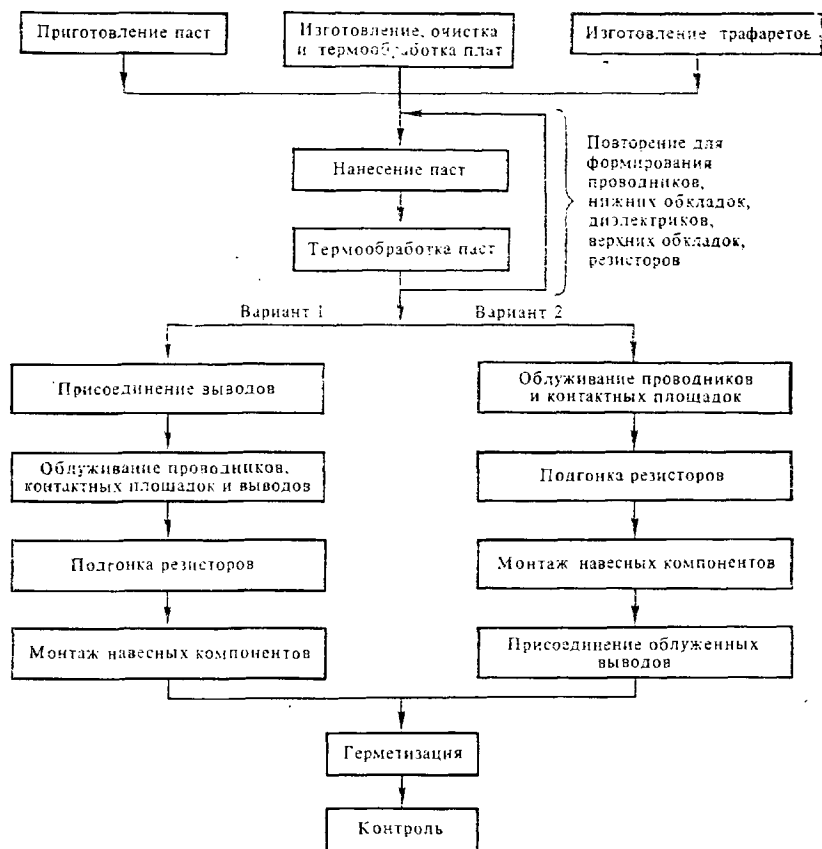 Приготовление паст
Изготовление, очистка
и термообработка плат
Изготовление трафаретов
Нанесение паст
Термообработка паст
Повторение для
формирования
проводников,
нижних обкладок,
диэлектриков,
верхних обкладок,
резисторов
Вариант 1
Вариант 2
Присоединение выводов
Облуживание проводников,
контактных площадок и выводов
Подгонка резисторов
Монтаж навесных компонентов
Облуживание проводников
и контактных площадок
Подгонка резисторов
Монтаж навесных компонентов
Присоединение облуженных
выводов
Герметизация
Контроль